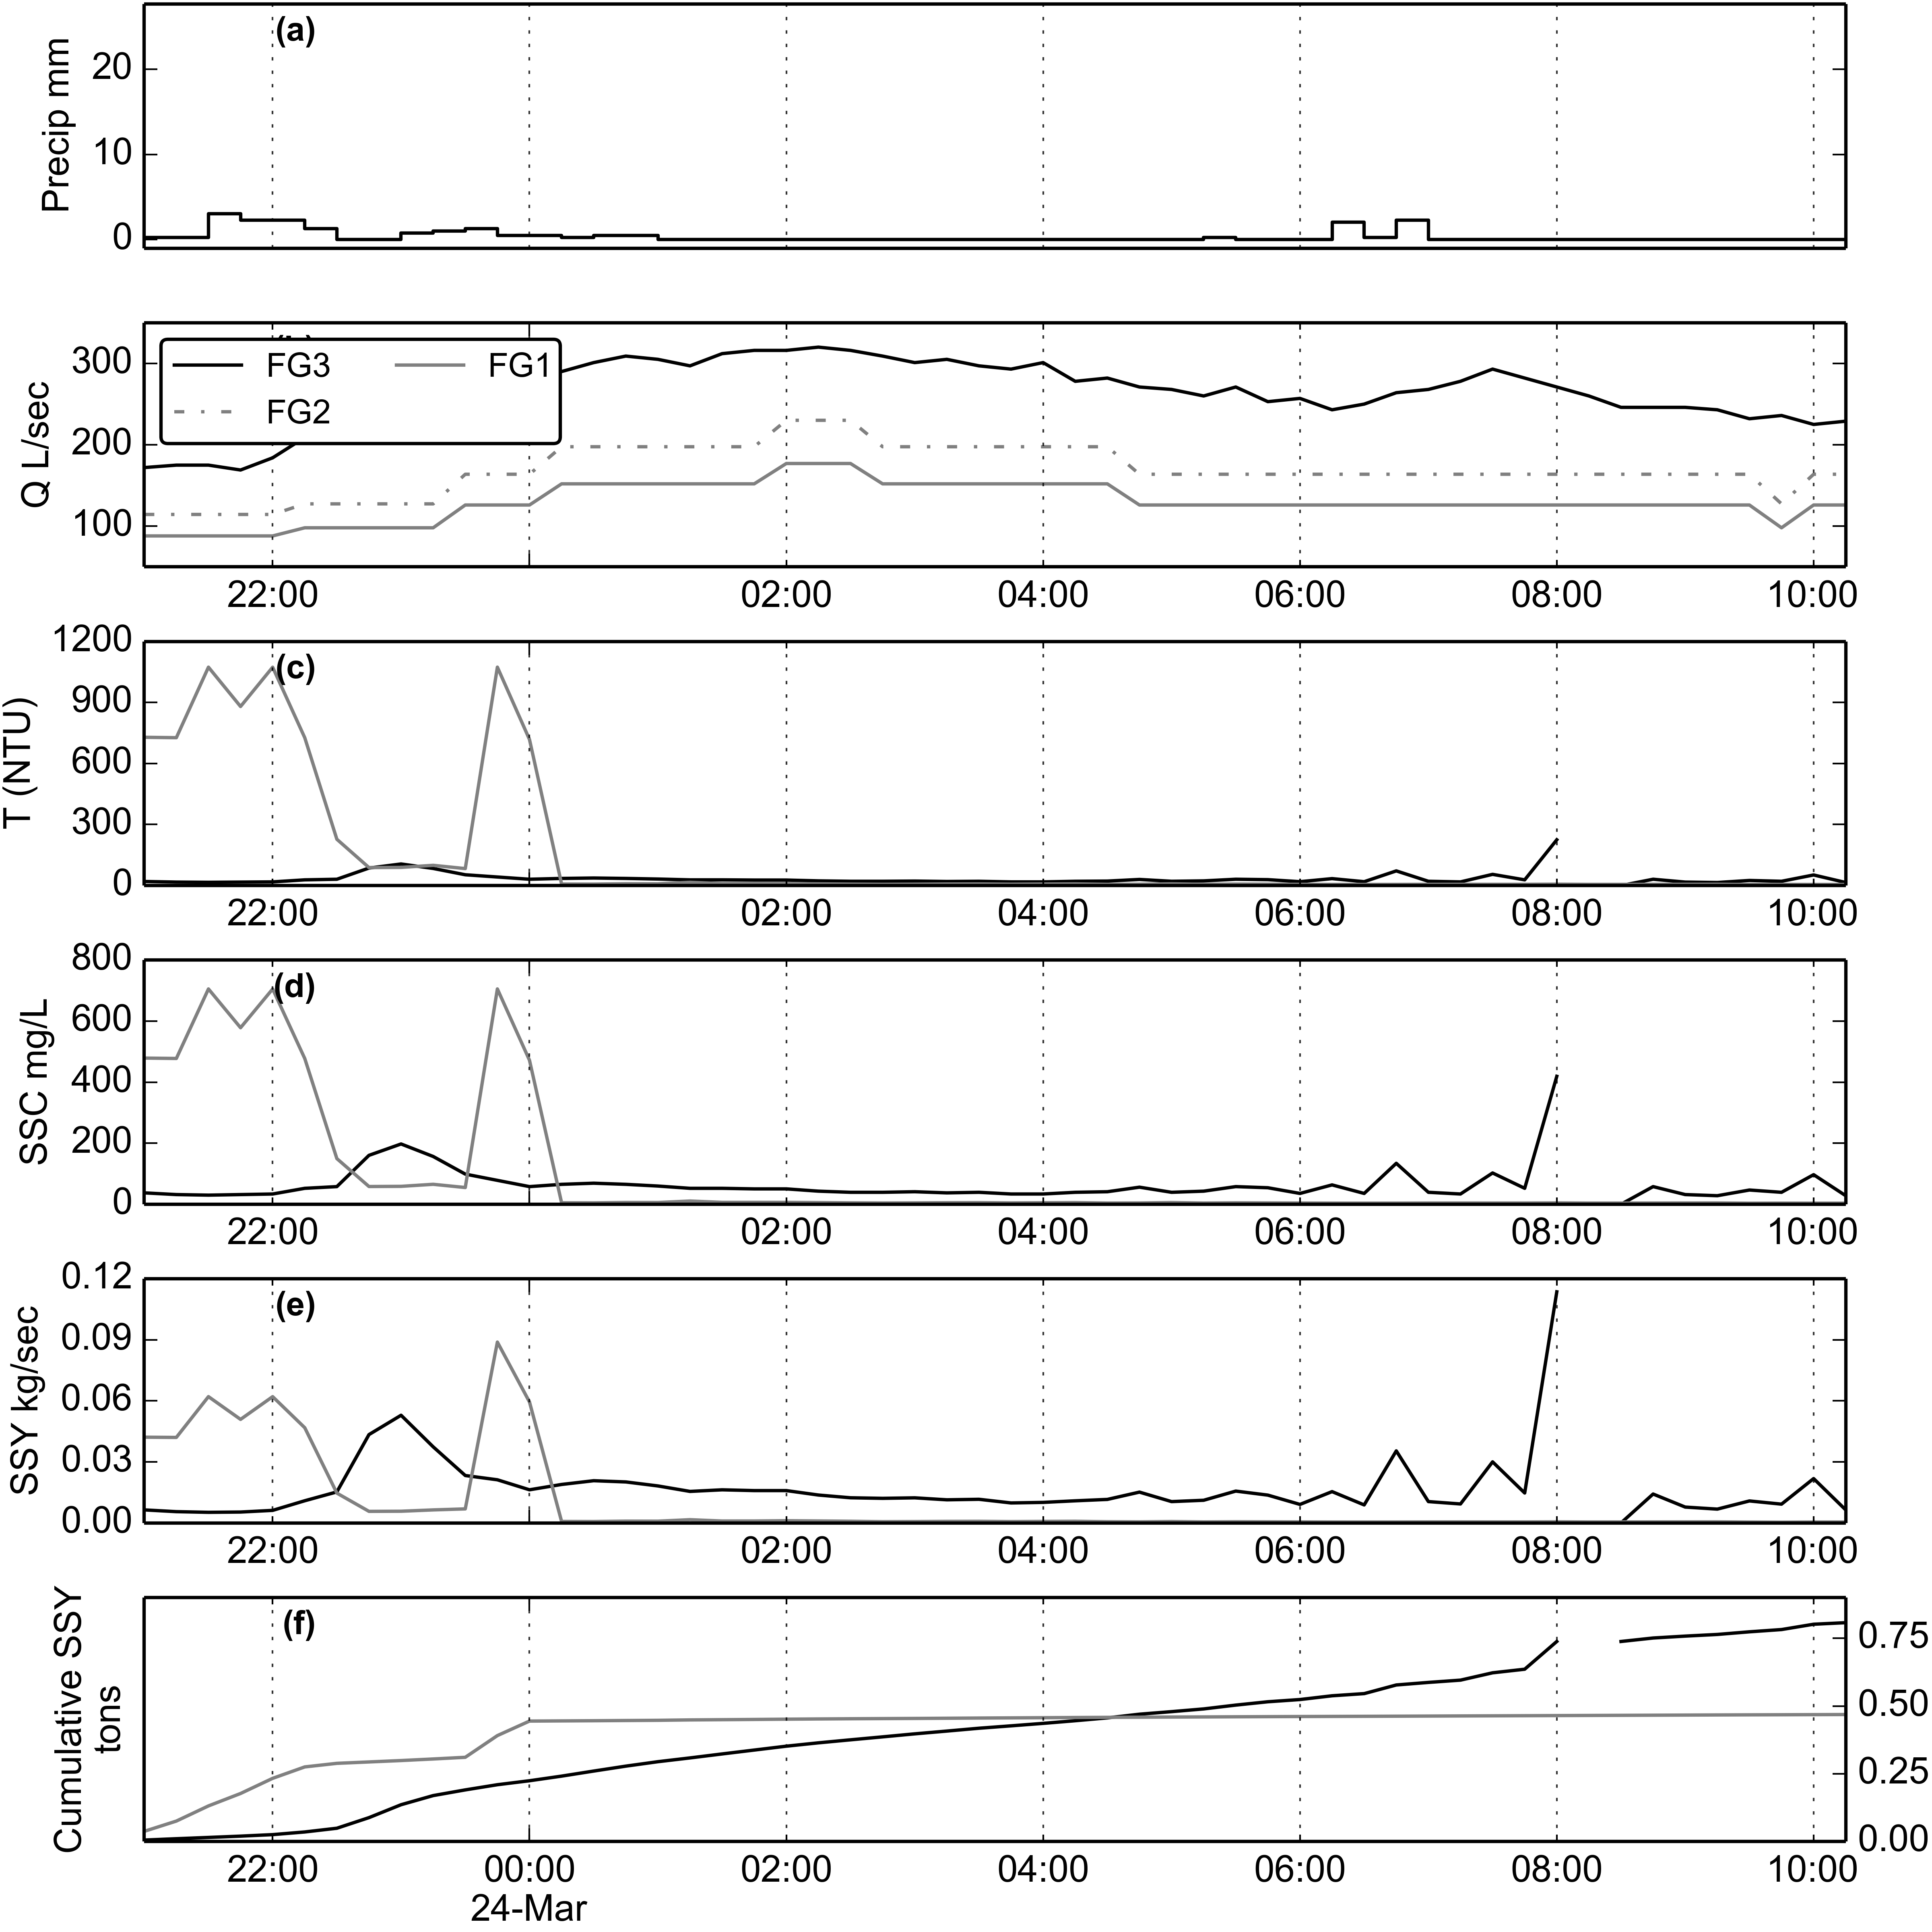 (a)
Precip mm
20
10
0
Q L/sec
300
200
100
FG3 FG1
FG2
22:00 02:00 04:00 06:00 08:00 10:00
T (NTU)
(c)
1200
900
600
300
0
22:00 02:00 04:00 06:00 08:00 10:00
SSC mg/L
(d)
800
600
400
200
0
22:00 02:00 04:00 06:00 08:00 10:00
SSY kg/sec
(e)
0.12
0.09
0.06
0.03
0.00
22:00 02:00 04:00 06:00 08:00 10:00
Cumulative SSY
tons
(f)
0.75
0.50
0.25
0.00
22:00 00:00 02:00 04:00 06:00 08:00 10:00
24-Mar